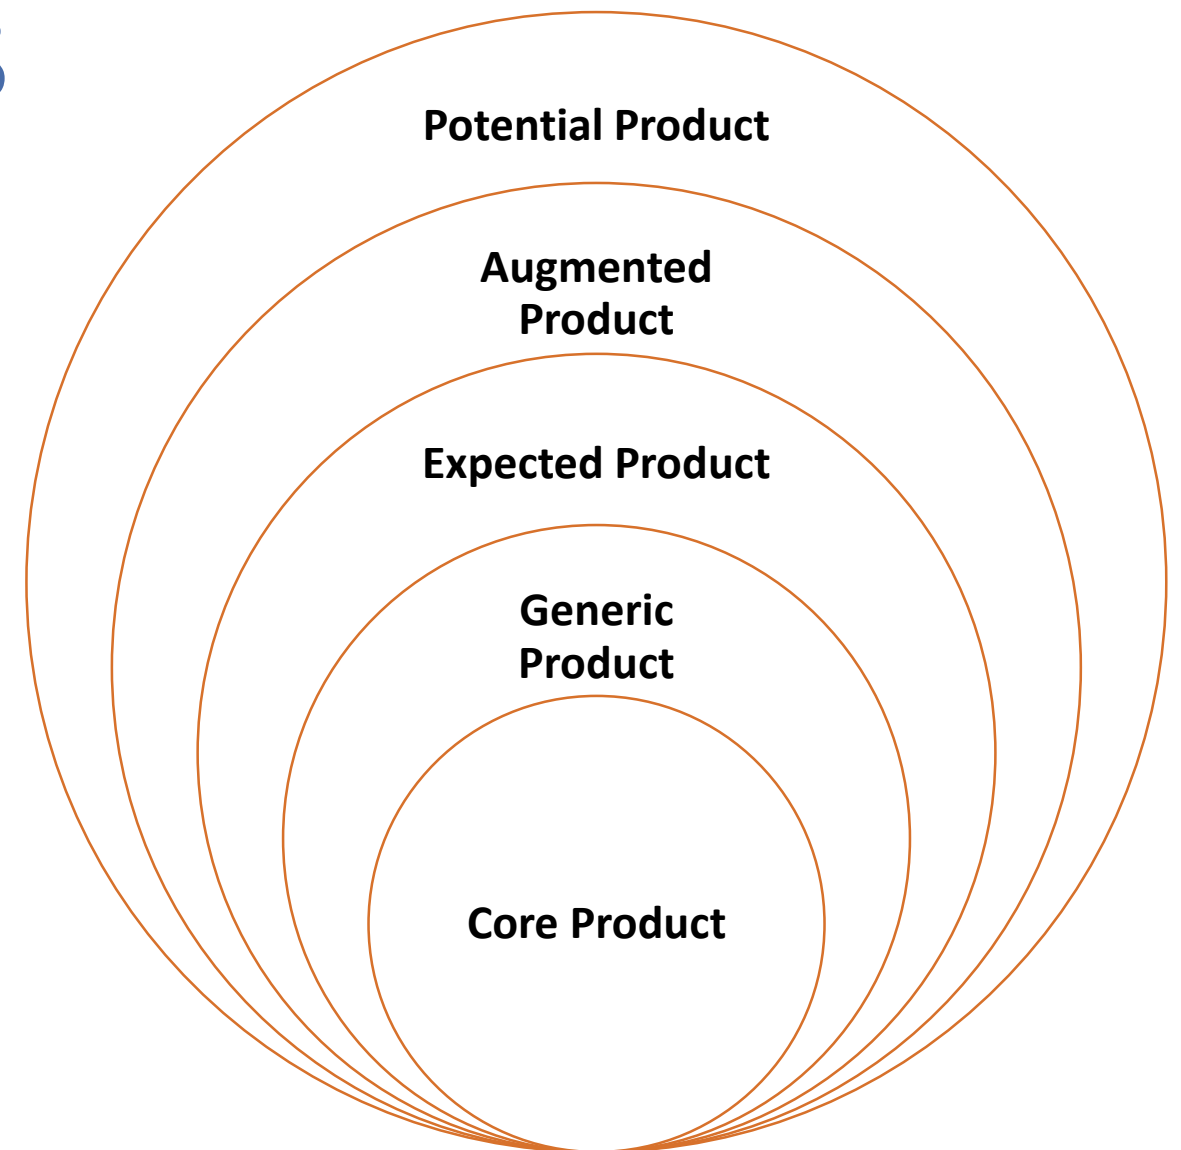 Potential Product
Augmented
Product
Expected Product
Generic
Product
Core Product